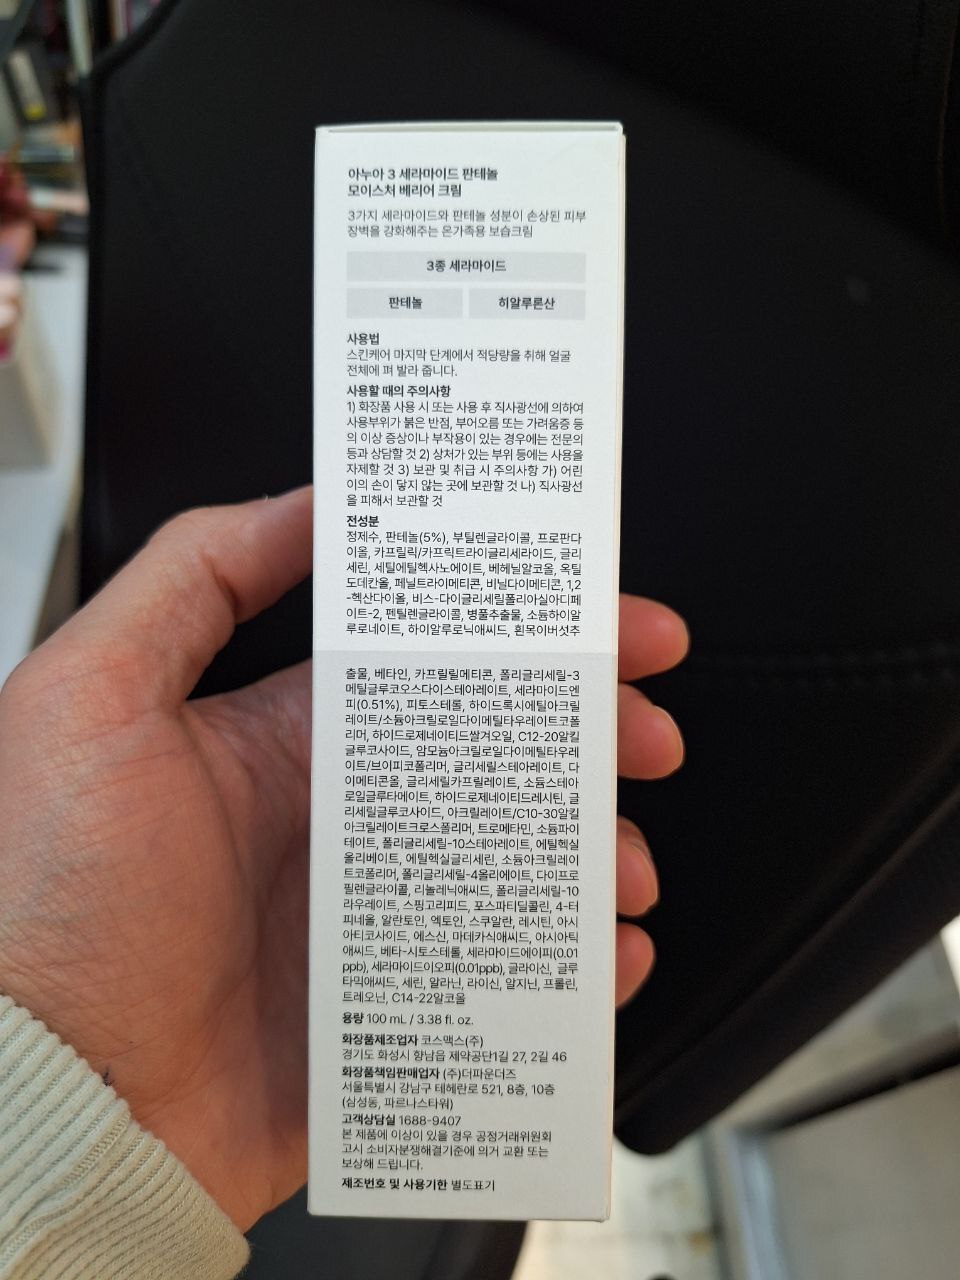 아누아 3 세라마이드 판테놀
모이스처 베리어 크림
3가지 세라마이드와 판테놀 성분이 손상된 피부
장벽을 강화해주는 온가족용 보습크림
3종 세라마이드
판테놀
히알루론산
사용법
스킨케어 마지막 단계에서 적당량을 취해 얼굴
전체에 펴 발라 줍니다.
사용할 때의 주의사항
1) 화장품 사용 시 또는 사용 후 직사광선에 의하여
사용부위가 붉은 반점, 부어오름 또는 가려움증 등
의 이상 증상이나 부작용이 있는 경우에는 전문의
등과 상담할 것 2) 상처가 있는 부위 등에는 사용을
자제할 것 3) 보관 및 취급 시 주의사항 가) 어린
이의 손이 닿지 않는 곳에 보관할 것 나) 직사광선
을 피해서 보관할 것
전성분
정제수, 판테놀(5%), 부틸렌글라이콜, 프로판다
이올, 카프릴릭/카프릭트라이글리세라이드, 글리
세린, 세틸에틸헥사노에이트, 베헤닐알코올, 옥틸
도데칸올, 페닐트라이메티콘, 비닐다이메티콘, 1,2
-헥산다이올, 비스-다이글리세릴폴리아실아디페
이트-2, 펜틸렌글라이콜, 병풀추출물, 소듐하이알
루로네이트, 하이알루로닉애씨드, 흰목이버섯추
출물, 베타인, 카프릴릴메티콘, 폴리글리세릴-3
메틸글루코오스다이스테아레이트, 세라마이드엔
피(0.51%), 피토스테롤, 하이드록시에틸아크릴
레이트/소듐아크릴로일다이메틸타우레이트코폴
리머, 하이드로제네이티드쌀겨오일, C12-20알킬
글루코사이드, 암모늄아크릴로일다이메틸타우레
이트/브이피코폴리머, 글리세릴스테아레이트, 다
이메티콘올, 글리세릴카프릴레이트, 소듐스테아
로일글루타메이트, 하이드로제네이티드레시틴, 글
리세릴글루코사이드, 아크릴레이트/C10-30알킬
아크릴레이트크로스폴리머, 트로메타민, 소듐파이
테이트, 폴리글리세릴-10스테아레이트, 에틸헥실
올리베이트, 에틸헥실글리세린, 소듐아크릴레이
트코폴리머, 폴리글리세릴-4올리에이트, 다이프로
필렌글라이콜, 리놀레닉애씨드, 폴리글리세릴-10
라우레이트, 스핑고리피드, 포스파티딜콜린, 4-터
피네올, 알란토인, 엑토인, 스쿠알란, 레시틴, 아시
아티코사이드, 에스신, 마데카식애씨드, 아시아틱
애씨드, 베타-시토스테롤, 세라마이드에이피(0.01
ppb), 세라마이드이오피(0.01ppb), 글라이신, 글루
타믹애씨드, 세린, 알라닌, 라이신, 알지닌, 프롤린,
트레오닌, C14-22알코올
용량 100 mL / 3.38 fl. oz.
화장품제조업자 코스맥스(주)
경기도 화성시 향남읍 제약공단1길 27, 2길 46
화장품책임판매업자 (주)더파운더즈
서울특별시 강남구 테헤란로 521, 8층, 10층
(삼성동, 파르나스타워)
고객상담실 1688-9407
본 제품에 이상이 있을 경우 공정거래위원회
고시 소비자분쟁해결기준에 의거 교환 또는
보상해 드립니다.
제조번호 및 사용기한 별도표기